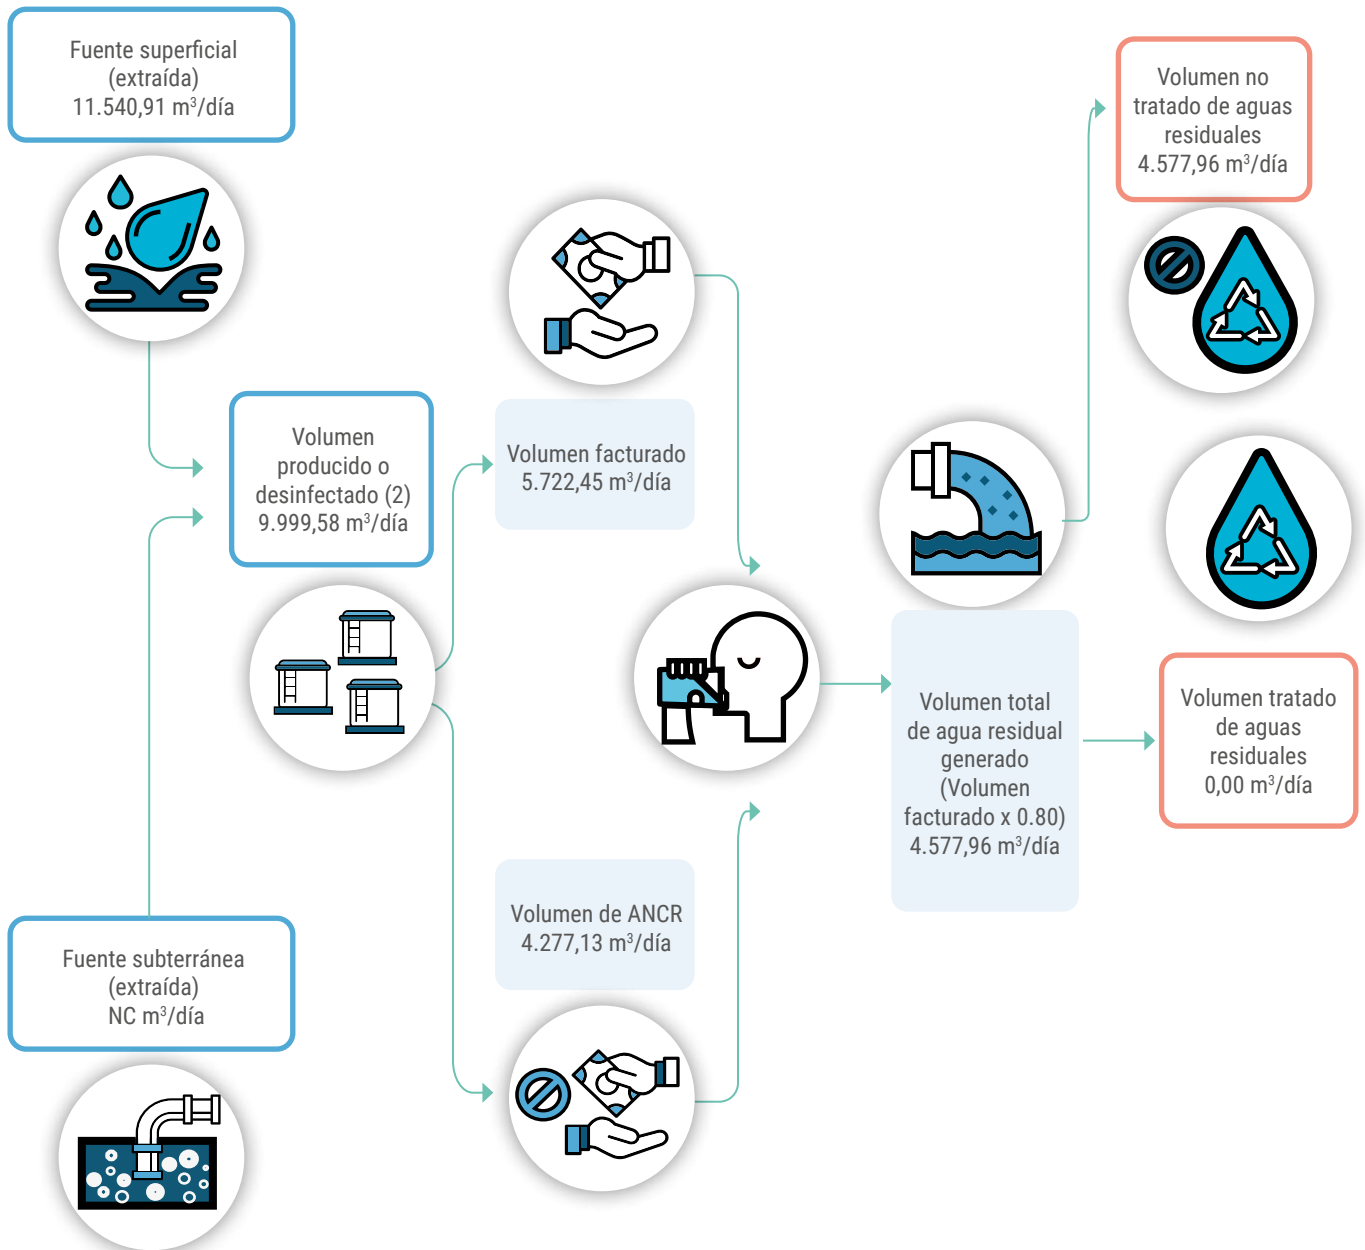 Fuente superficial
(extraída)
11.540,91 m³/día
Volumen no
tratado de aguas
residuales
4.577,96 m³/día
Volumen
producido o
desinfectado (2)
9.999,58 m³/día
Volumen facturado
5.722,45 m³/día
Volumen total
de agua residual
generado
(Volumen
facturado x 0.80)
4.577,96 m³/día
Volumen tratado
de aguas
residuales
0,00 m³/día
Volumen de ANCR
4.277,13 m³/día
Fuente subterránea
(extraída)
NC m³/día